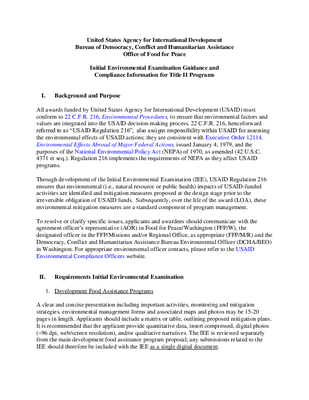 United States Agency for International Development
Bureau of Democracy, Conflict and Humanitarian Assistance
Office of Food for Peace
Initial Environmental Examination Guidance and
Compliance Information for Title II Programs
I. Background and Purpose
All awards funded by United States Agency for International Development (USAID) must
conform to 22 C.F.R. 216, Environmental Procedures, to ensure that environmental factors and
values are integrated into the USAID decision-making process. 22 C.F.R. 216, henceforward
referred to as “USAID Regulation 216”, also assigns responsibility within USAID for assessing
the environmental effects of USAID’s actions; they are consistent with Executive Order 12114,
Environmental Effects Abroad of Major Federal Actions, issued January 4, 1979, and the
purposes of the National Environmental Policy Act (NEPA) of 1970, as amended (42 U.S.C.
4371 et seq.). Regulation 216 implements the requirements of NEPA as they affect USAID
programs.
Through development of the Initial Environmental Examination (IEE), USAID Regulation 216
ensures that environmental (i.e., natural resource or public health) impacts of USAID-funded
activities are identified and mitigation measures proposed at the design stage prior to the
irreversible obligation of USAID funds. Subsequently, over the life of the award (LOA), these
environmental mitigation measures are a standard component of program management.
To resolve or clarify specific issues, applicants and awardees should communicate with the
agreement officer’s representative (AOR) in Food for Peace/Washington (FFP/W), the
designated officer in the FFP/Missions and/or Regional Office, as appropriate (FFP/M/R) and the
Democracy, Conflict and Humanitarian Assistance Bureau Environmental Officer (DCHA/BEO)
in Washington. For appropriate environmental officer contacts, please refer to the USAID
Environmental Compliance Officers website.
II. Requirements Initial Environmental Examination
1. Development Food Assistance Programs
A clear and concise presentation including important activities, monitoring and mitigation
strategies, environmental management forms and associated maps and photos may be 15-20
pages in length. Applicants should include a matrix or table, outlining proposed mitigation plans.
It is recommended that the applicant provide quantitative data, insert compressed, digital photos
(~96 dpi, web/screen resolution), and/or qualitative narratives. The IEE is reviewed separately
from the main development food assistance program proposal; any submissions related to the
IEE should therefore be included with the IEE as a single digital document.